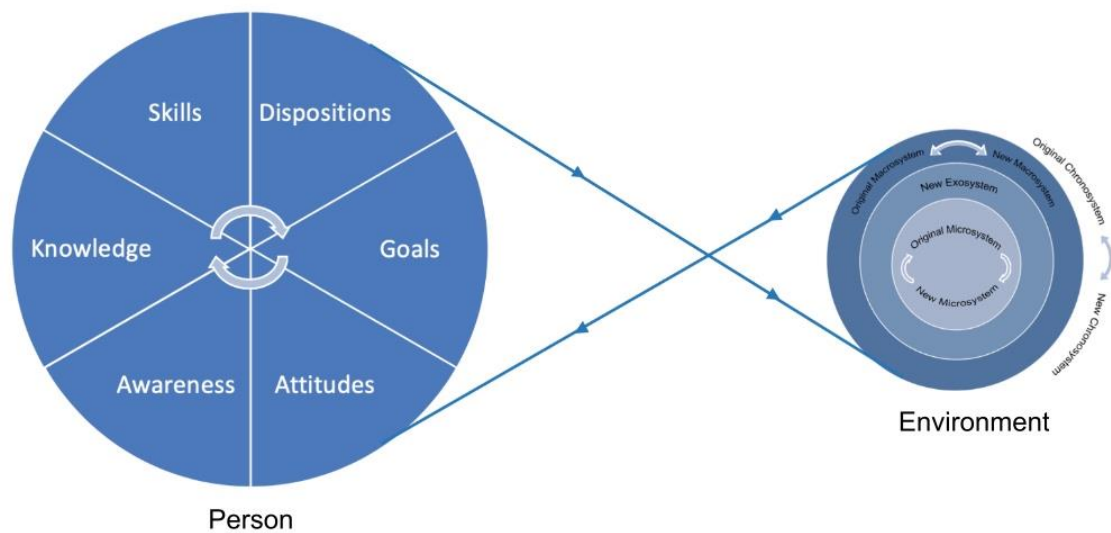 Skills
Dispositions
Knowledge
Goals
Awareness
Attitudes
Person
Original Macrosystem
New Macrosystem
New Exosystem
Original Microsystem
New Microsystem
Original Chronosystem
New Chronosystem
Environment